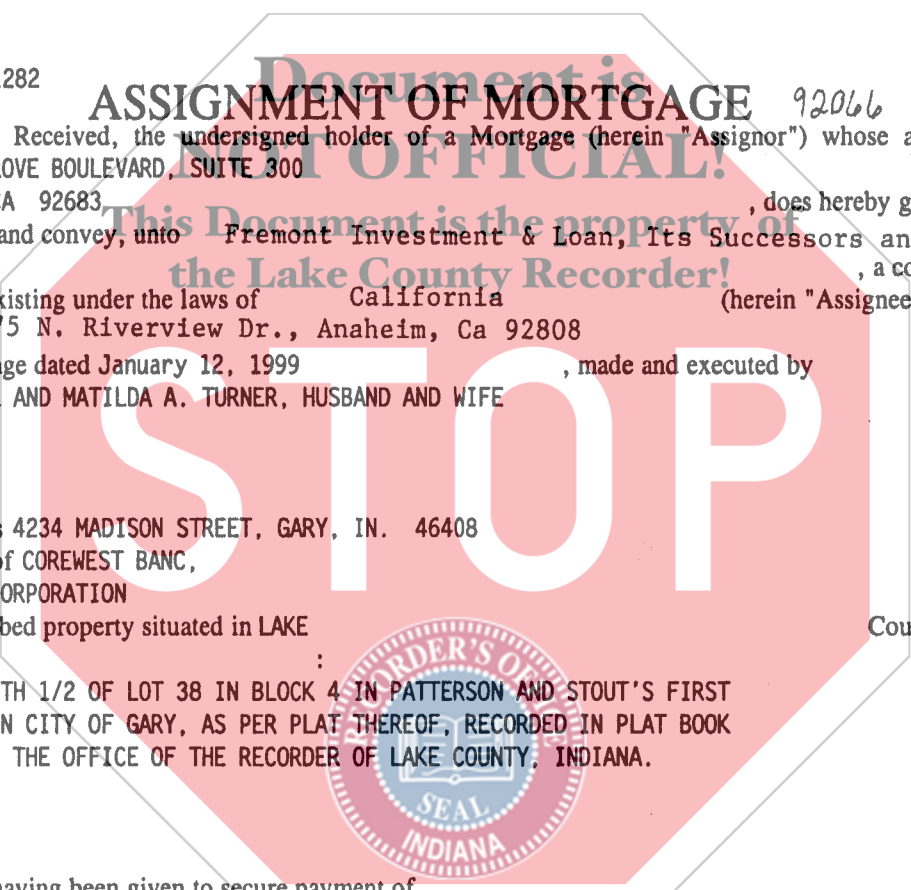 282
ASSIGNMENT OF MORTGAGE 92066
Received, the undersigned holder of a Mortgage (herein "Assignor") whose a
OVE BOULEVARD, SUITE 300
CA 92683 , does hereby g
and convey, unto Fremont Investment & Loan, Its Successors an
, a co
xisting under the laws of California (herein "Assignee
75 N. Riverview Dr., Anaheim, Ca 92808
ge dated January 12, 1999 , made and executed by
AND MATILDA A. TURNER, HUSBAND AND WIFE
s 4234 MADISON STREET, GARY, IN. 46408
of COREWEST BANC,
ORPORATION
bed property situated in LAKE Cou
:
TH 1/2 OF LOT 38 IN BLOCK 4 IN PATTERSON AND STOUT'S FIRST
N CITY OF GARY, AS PER PLAT THEREOF, RECORDED IN PLAT BOOK
THE OFFICE OF THE RECORDER OF LAKE COUNTY, INDIANA.
having been given to secure payment of
Document is
NOT OFFICIAL!
This Document is the property of
the Lake County Recorder!
STOP
RECORDER'S OFFICE
SEAL
INDIANA